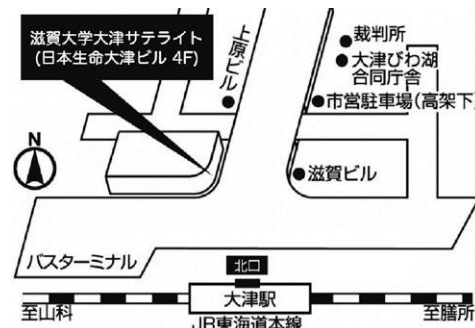 滋賀大学大津サテライト
(日本生命大津ビル 4F)
上原ビル
裁判所
大津びわ湖
合同庁舎
市営駐車場(高架下)
N
滋賀ビル
バスターミナル
北口
大津駅
至山科
至膳所
JR東海道本線